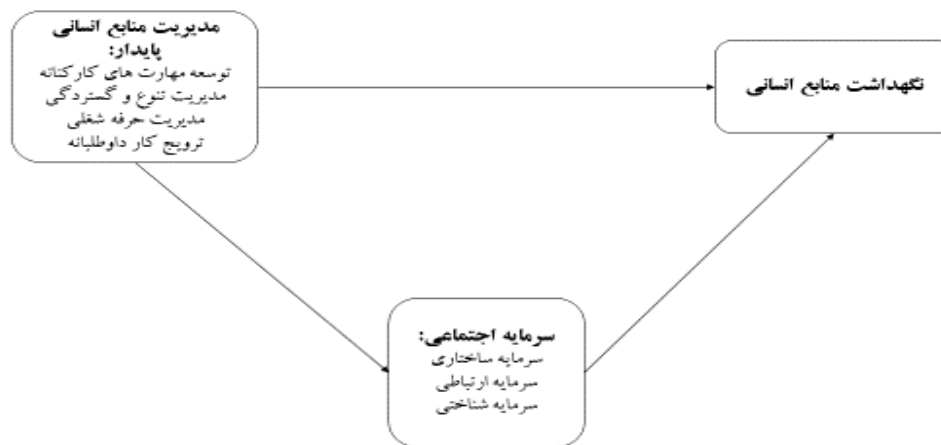 مدیریت منابع انسانی
پایدار:
توسعه مهارت های کارکنانه
مدیریت تنوع و گستردگی
مدیریت حرفه شغلی
ترویج کار داوطلبانه
نگهداشت منابع انسانی
سرمایه اجتماعی:
سرمایه ساختاری
سرمایه ارتباطی
سرمایه شناختی